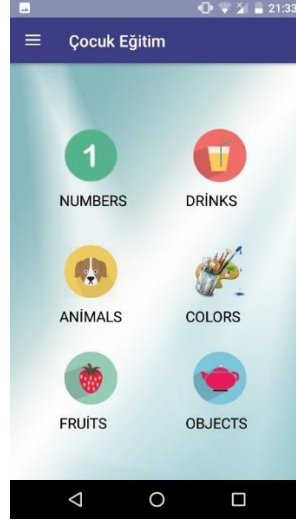 21:33
Çocuk Eğitim
1
NUMBERS
DRİNKS
ANİMALS
COLORS
FRUİTS
OBJECTS